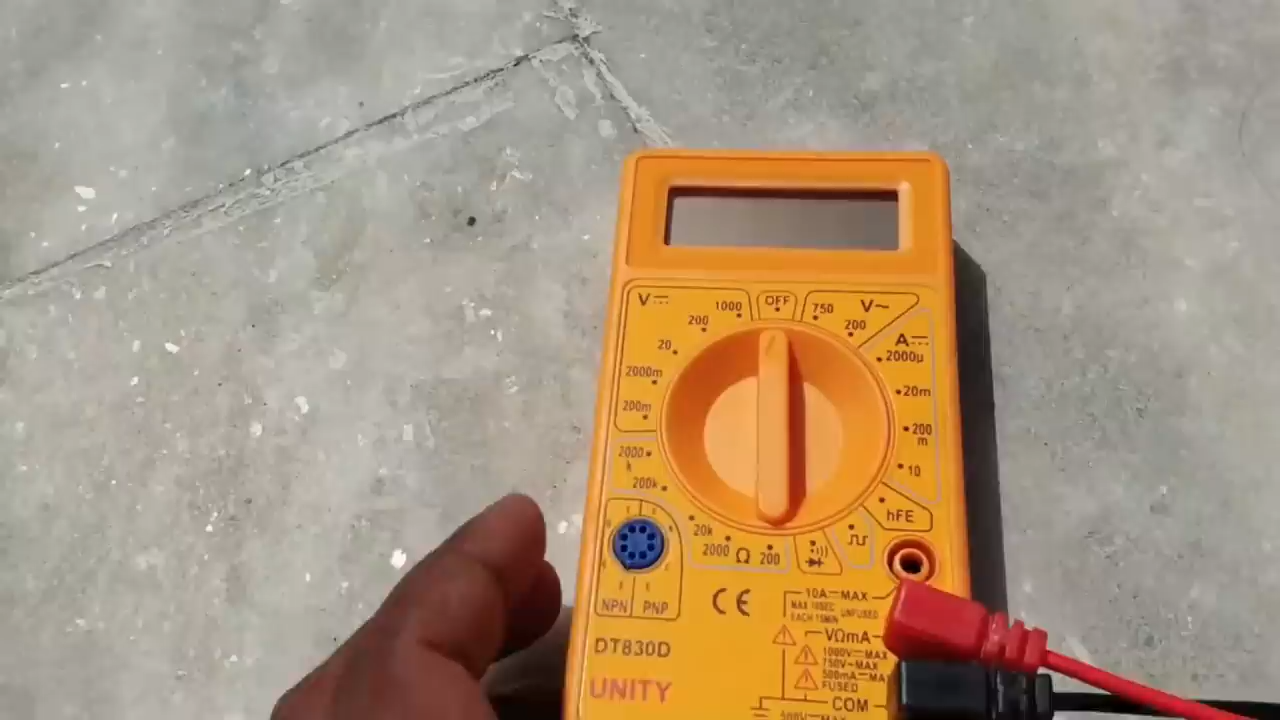 OFF
V⎓
1000
750
V~
200
200
A⎓
20
2000µ
2000m
20m
200m
200
m
2000
k
10
200k
hFE
20k
2000
Ω
200
NPN
PNP
CE
10A⎓MAX
MAX 10SEC UNFUSED
EACH 15MIN
DT830D
VΩmA
1000V⎓MAX
750V~MAX
500mA⎓MA
FUSED
UNITY
COM
500V MAX